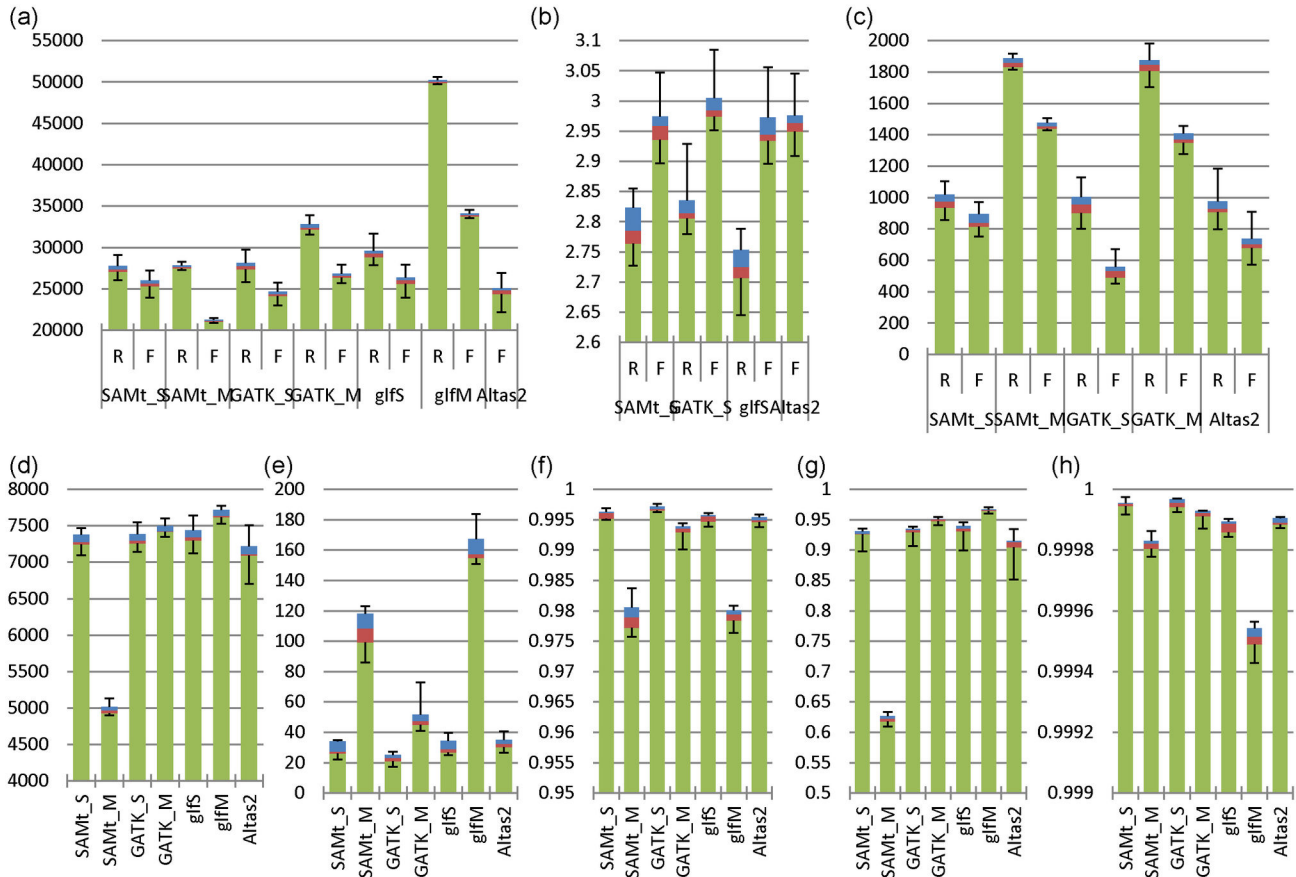 (a)
55000
50000
45000
40000
35000
30000
25000
20000
R F R F R F R F R F R F F
SAMt_S SAMt_M GATK_S GATK_M glfS glfM Altas2
(b)
3.1
3.05
3
2.95
2.9
2.85
2.8
2.75
2.7
2.65
2.6
R F R F R F F
SAMt_S GATK_S glfS Altas2
(c)
2000
1800
1600
1400
1200
1000
800
600
400
200
0
R F R F R F R F R F
SAMt_S SAMt_M GATK_S GATK_M Altas2
(d)
8000
7500
7000
6500
6000
5500
5000
4500
4000
SAMt_S
SAMt_M
GATK_S
GATK_M
glfS
glfM
Altas2
(e)
200
180
160
140
120
100
80
60
40
20
0
SAMt_S
SAMt_M
GATK_S
GATK_M
glfS
glfM
Altas2
(f)
1
0.995
0.99
0.985
0.98
0.975
0.97
0.965
0.96
0.955
0.95
SAMt_S
SAMt_M
GATK_S
GATK_M
glfS
glfM
Altas2
(g)
1
0.95
0.9
0.85
0.8
0.75
0.7
0.65
0.6
0.55
0.5
SAMt_S
SAMt_M
GATK_S
GATK_M
glfS
glfM
Altas2
(h)
1
0.9998
0.9996
0.9994
0.9992
0.999
SAMt_S
SAMt_M
GATK_S
GATK_M
glfS
glfM
Altas2